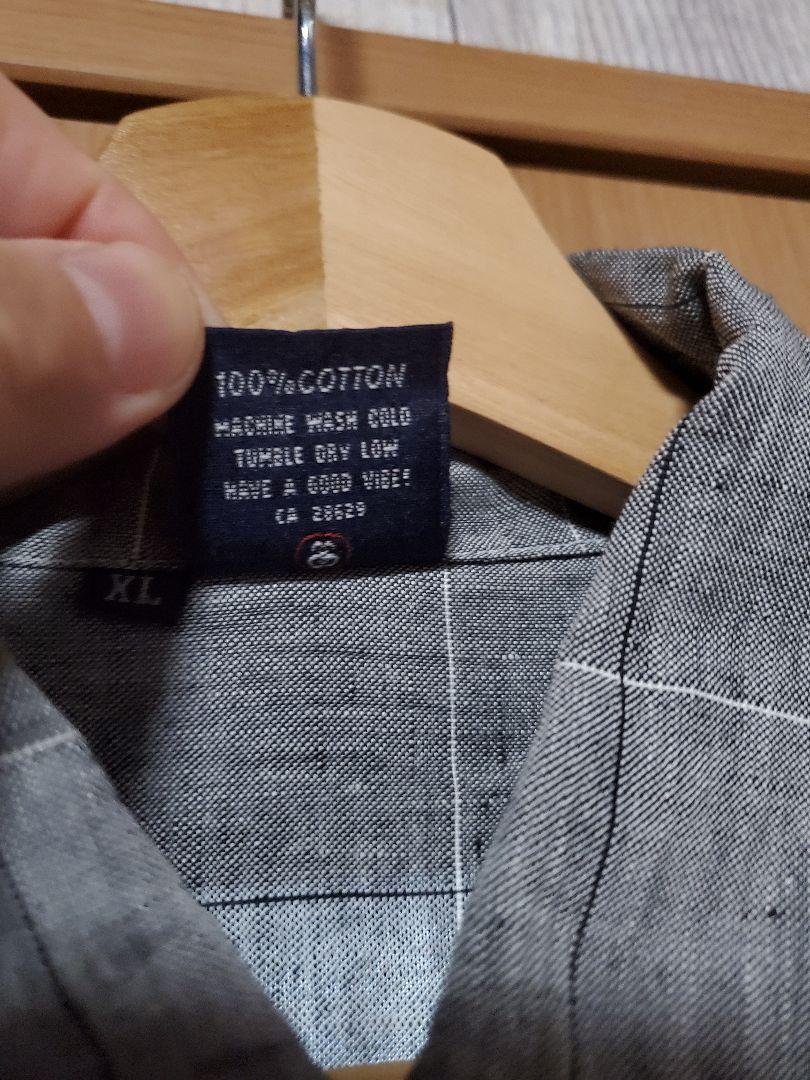 100% COTTON
MACHINE WASH COLD
TUMBLE DRY LOW
HAVE A GOOD VIBE!
CA 28629
XL